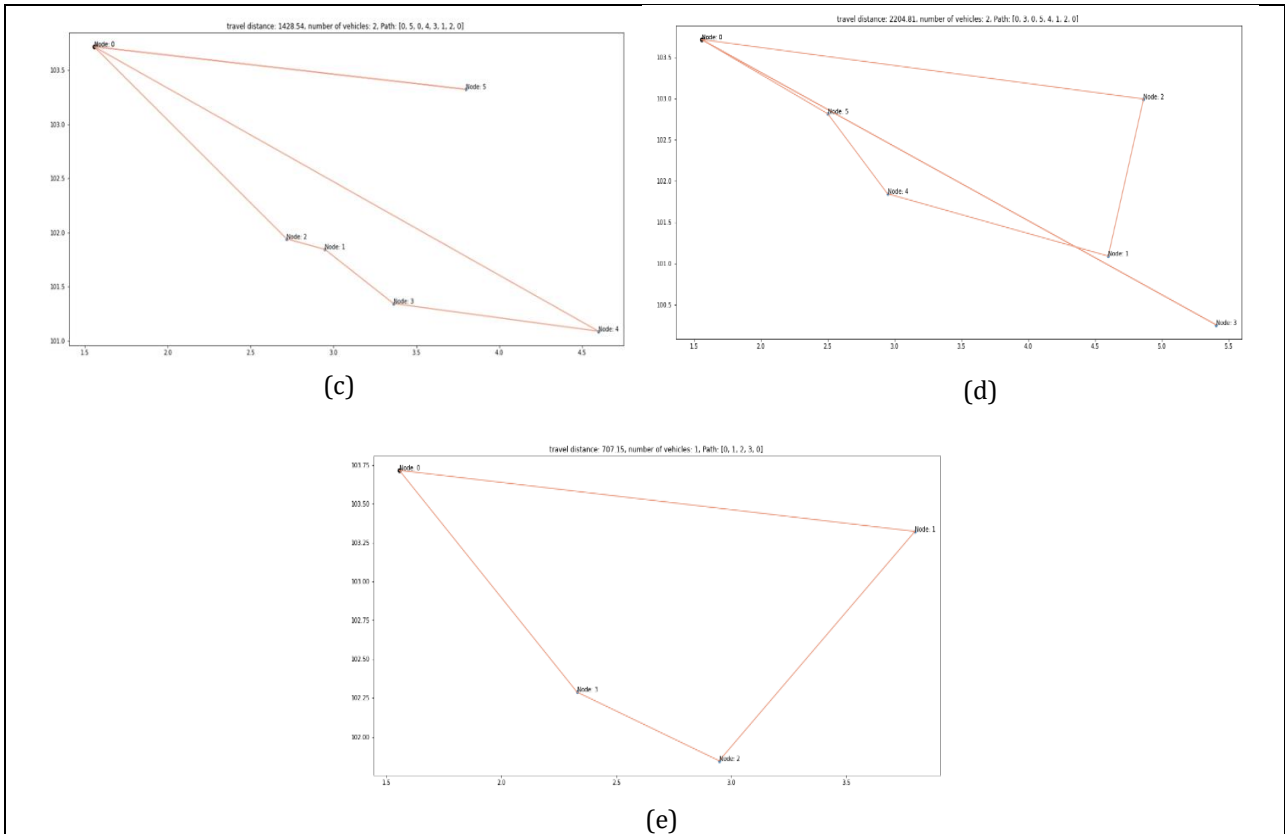 travel distance: 1428.54, number of vehicles: 2, Path: [0, 5, 0, 4, 3, 1, 2, 0]
Node: 0
103.5
Node: 5
103.0
102.5
102.0
Node: 2
Node: 1
101.5
Node: 3
Node: 4
101.0
1.5 2.0 2.5 3.0 3.5 4.0 4.5
(c)
travel distance: 2204.81, number of vehicles: 2, Path: [0, 3, 0, 5, 4, 1, 2, 0]
Node: 0
103.5
103.0
Node: 2
Node: 5
102.5
102.0
Node: 4
101.5
Node: 1
101.0
100.5
Node: 3
1.5 2.0 2.5 3.0 3.5 4.0 4.5 5.0 5.5
(d)
travel distance: 707.15, number of vehicles: 1, Path: [0, 1, 2, 3, 0]
103.75
Node: 0
103.50
Node: 1
103.25
103.00
102.75
102.50
Node: 3
102.25
102.00
Node: 2
1.5 2.0 2.5 3.0 3.5
(e)